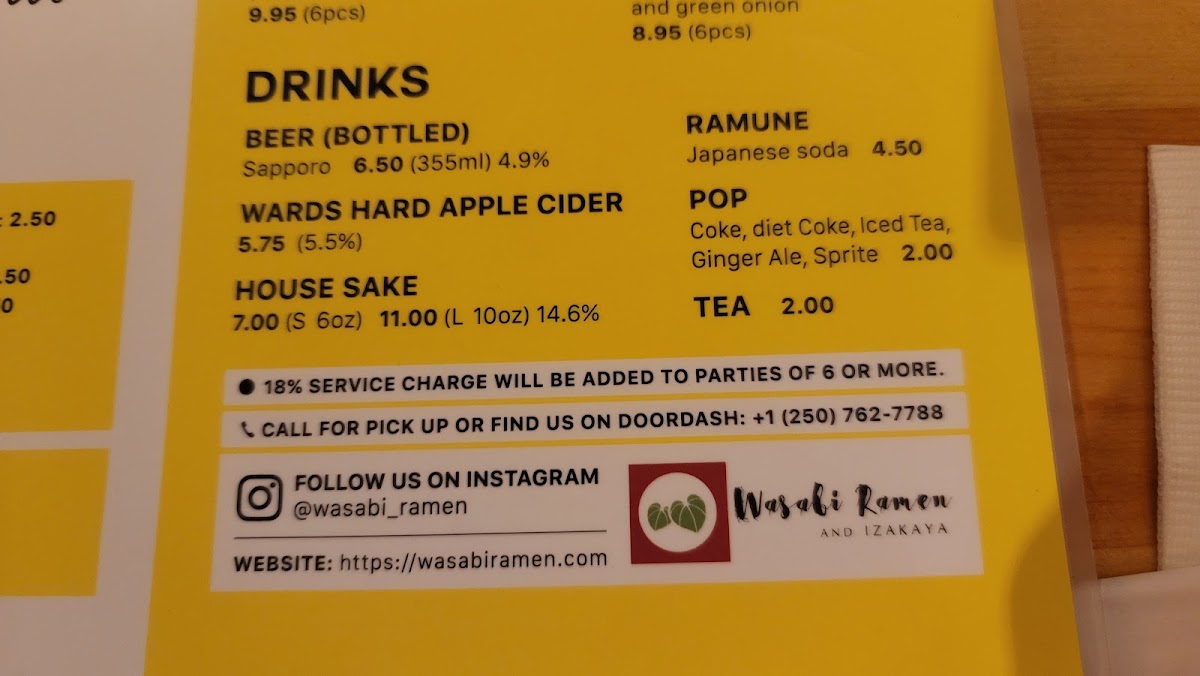 9.95 (6pcs)
and green onion
8.95 (6pcs)
2.50
.50
DRINKS
BEER (BOTTLED)
Sapporo 6.50 (355ml) 4.9%
WARDS HARD APPLE CIDER
5.75 (5.5%)
HOUSE SAKE
7.00 (S 6oz) 11.00 (L 10oz) 14.6%
RAMUNE
Japanese soda 4.50
POP
Coke, diet Coke, Iced Tea,
Ginger Ale, Sprite 2.00
TEA 2.00
18% SERVICE CHARGE WILL BE ADDED TO PARTIES OF 6 OR MORE.
CALL FOR PICK UP OR FIND US ON DOORDASH: +1 (250) 762-7788
FOLLOW US ON INSTAGRAM
@wasabi_ramen
WEBSITE: https://wasabiramen.com
Wasabi Ramen
AND IZAKAYA